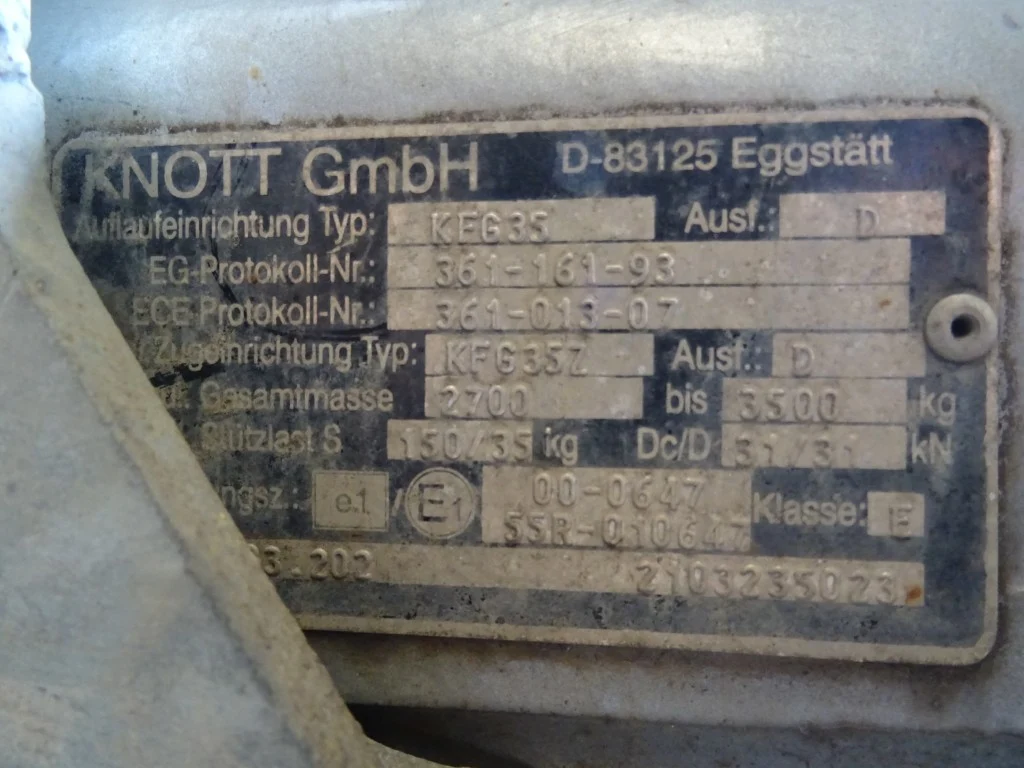 KNOTT GmbH D-83125 Eggstätt
Auflaufeinrichtung Typ: KFG35 Ausf.: D
EG-Protokoll-Nr.: 361-161-93
ECE-Protokoll-Nr.: 361-013-07
Zugeinrichtung Typ: KFG35Z Ausf.: D
Gesamtmasse 2700 bis 3500 kg
Stützlast S 150/35 kg Dc/D 31/31 kN
ngsz.: e1 / E1 00-0647 Klasse: E
55R-010647
3.202 2103235023